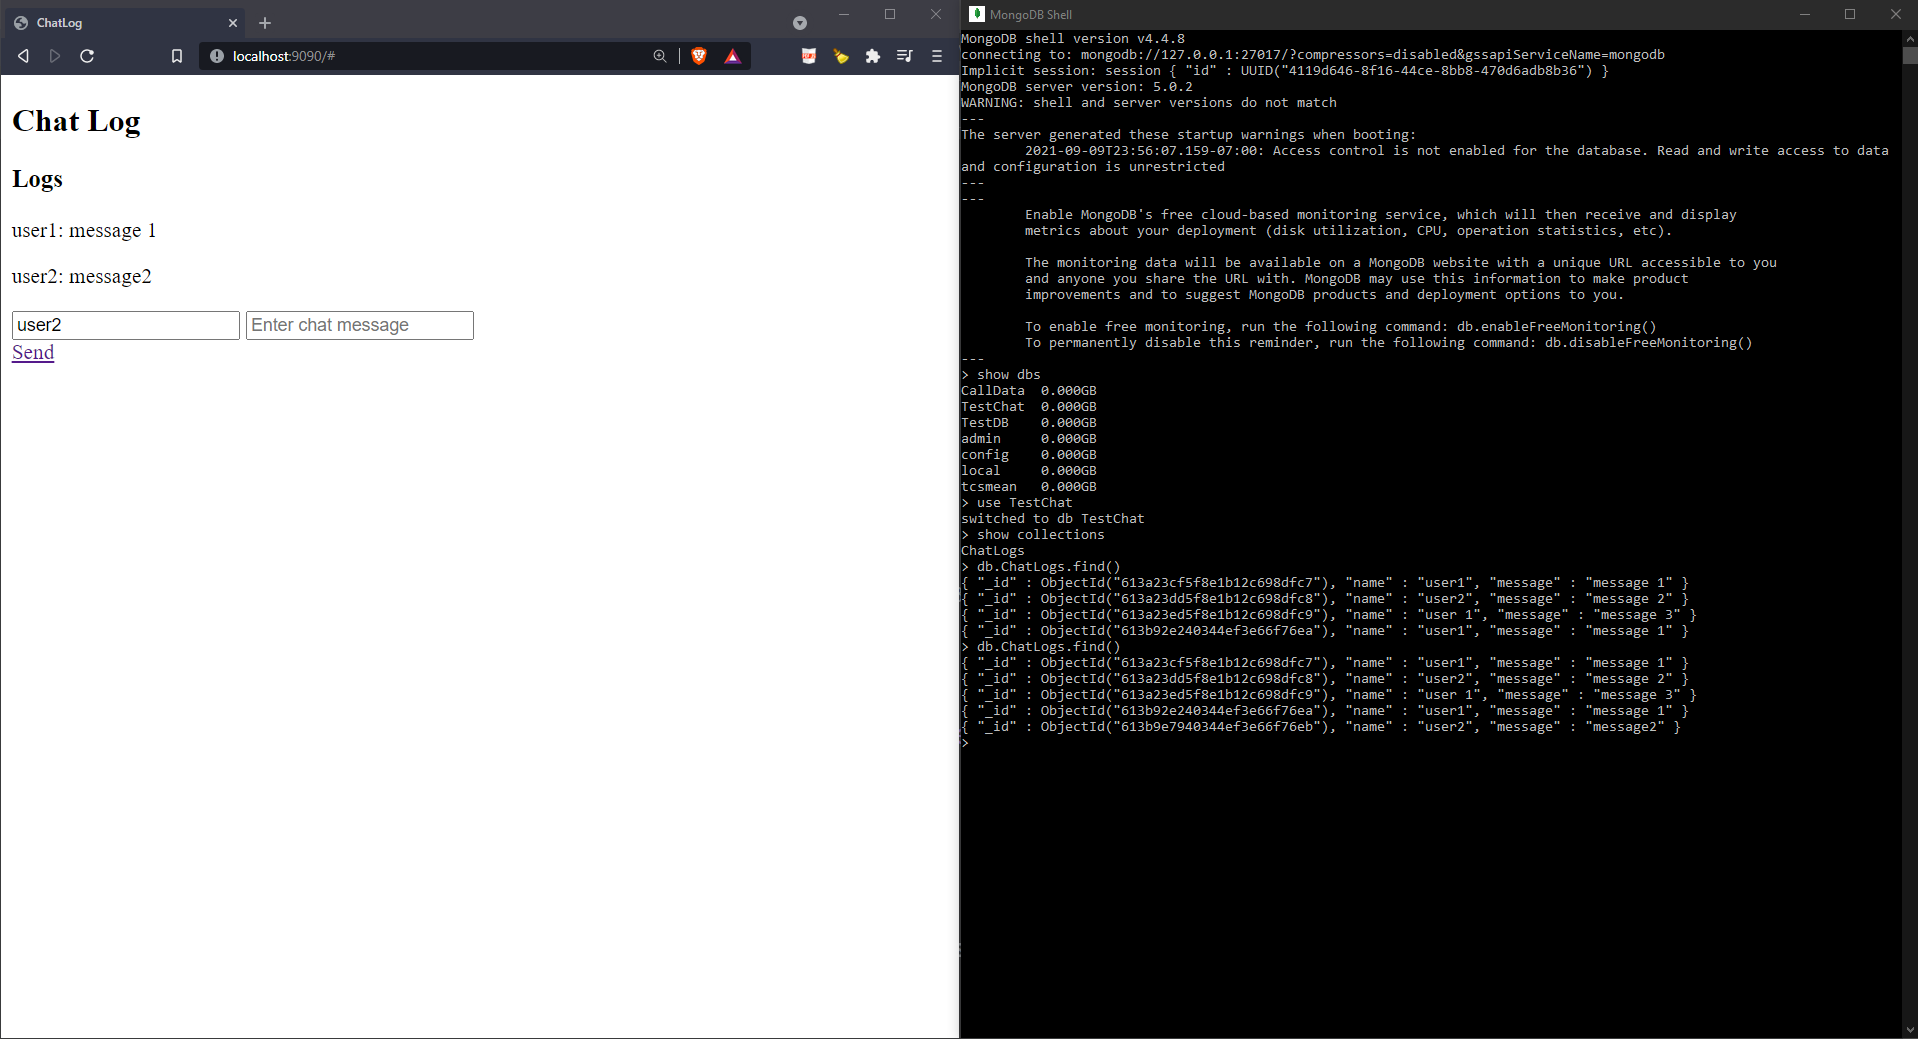 ChatLog
localhost:9090/#
Chat Log
Logs
user1: message 1
user2: message2
user2
Enter chat message
Send
MongoDB Shell
MongoDB shell version v4.4.8
connecting to: mongodb://127.0.0.1:27017/?compressors=disabled&gssapiServiceName=mongodb
Implicit session: session { "id" : UUID("4119d646-8f16-44ce-8bb8-470d6adb8b36") }
MongoDB server version: 5.0.2
WARNING: shell and server versions do not match
---
The server generated these startup warnings when booting:
2021-09-09T23:56:07.159-07:00: Access control is not enabled for the database. Read and write access to data
and configuration is unrestricted
---
---
Enable MongoDB's free cloud-based monitoring service, which will then receive and display
metrics about your deployment (disk utilization, CPU, operation statistics, etc).
The monitoring data will be available on a MongoDB website with a unique URL accessible to you
and anyone you share the URL with. MongoDB may use this information to make product
improvements and to suggest MongoDB products and deployment options to you.
To enable free monitoring, run the following command: db.enableFreeMonitoring()
To permanently disable this reminder, run the following command: db.disableFreeMonitoring()
---
> show dbs
CallData  0.000GB
TestChat  0.000GB
TestDB    0.000GB
admin     0.000GB
config    0.000GB
local     0.000GB
tcsmean   0.000GB
> use TestChat
switched to db TestChat
> show collections
ChatLogs
> db.ChatLogs.find()
{ "_id" : ObjectId("613a23cf5f8e1b12c698dfc7"), "name" : "user1", "message" : "message 1" }
{ "_id" : ObjectId("613a23dd5f8e1b12c698dfc8"), "name" : "user2", "message" : "message 2" }
{ "_id" : ObjectId("613a23ed5f8e1b12c698dfc9"), "name" : "user 1", "message" : "message 3" }
{ "_id" : ObjectId("613b92e240344ef3e66f76ea"), "name" : "user1", "message" : "message 1" }
> db.ChatLogs.find()
{ "_id" : ObjectId("613a23cf5f8e1b12c698dfc7"), "name" : "user1", "message" : "message 1" }
{ "_id" : ObjectId("613a23dd5f8e1b12c698dfc8"), "name" : "user2", "message" : "message 2" }
{ "_id" : ObjectId("613a23ed5f8e1b12c698dfc9"), "name" : "user 1", "message" : "message 3" }
{ "_id" : ObjectId("613b92e240344ef3e66f76ea"), "name" : "user1", "message" : "message 1" }
{ "_id" : ObjectId("613b9e7940344ef3e66f76eb"), "name" : "user2", "message" : "message2" }
>